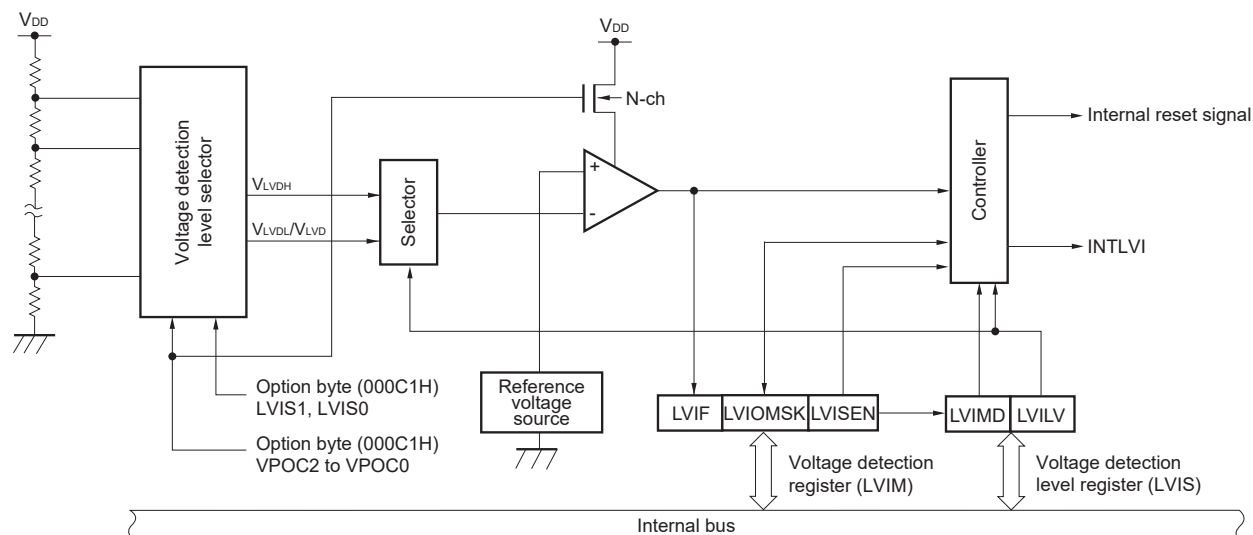 VDD
VDD
N-ch
Voltage detection
level selector
VLVDH
VLVDL/VLVD
Selector
+
-
Controller
Internal reset signal
INTLVI
Option byte (000C1H)
LVIS1, LVIS0
Option byte (000C1H)
VPOC2 to VPOC0
Reference
voltage
source
LVIF
LVIOMSK
LVISEN
LVIMD
LVILV
Voltage detection
register (LVIM)
Voltage detection
level register (LVIS)
Internal bus